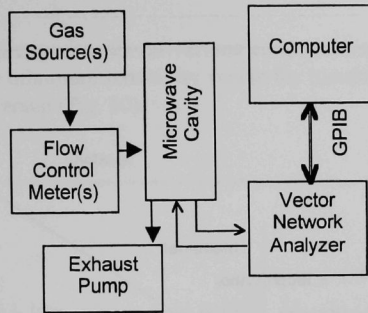 Gas
Source(s)
Flow
Control
Meter(s)
Microwave
Cavity
Exhaust
Pump
Computer
GPIB
Vector
Network
Analyzer